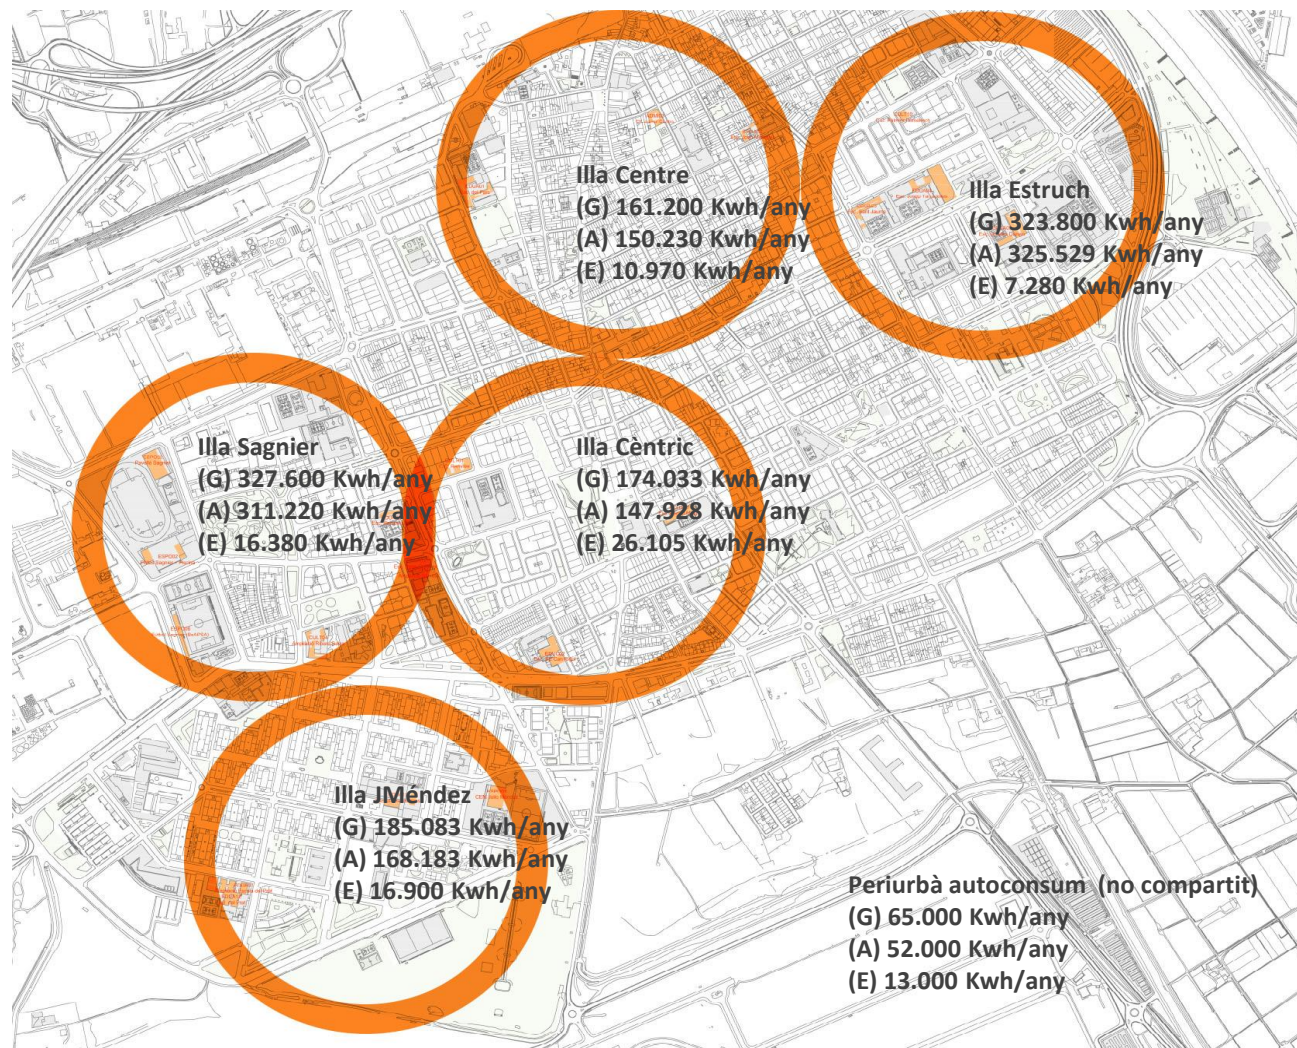 Illa Centre
(G) 161.200 Kwh/any
(A) 150.230 Kwh/any
(E) 10.970 Kwh/any
Illa Estruch
(G) 323.800 Kwh/any
(A) 325.529 Kwh/any
(E) 7.280 Kwh/any
Illa Sagnier
(G) 327.600 Kwh/any
(A) 311.220 Kwh/any
(E) 16.380 Kwh/any
Illa Cèntric
(G) 174.033 Kwh/any
(A) 147.928 Kwh/any
(E) 26.105 Kwh/any
Illa JMéndez
(G) 185.083 Kwh/any
(A) 168.183 Kwh/any
(E) 16.900 Kwh/any
Periurbà autoconsum (no compartit)
(G) 65.000 Kwh/any
(A) 52.000 Kwh/any
(E) 13.000 Kwh/any